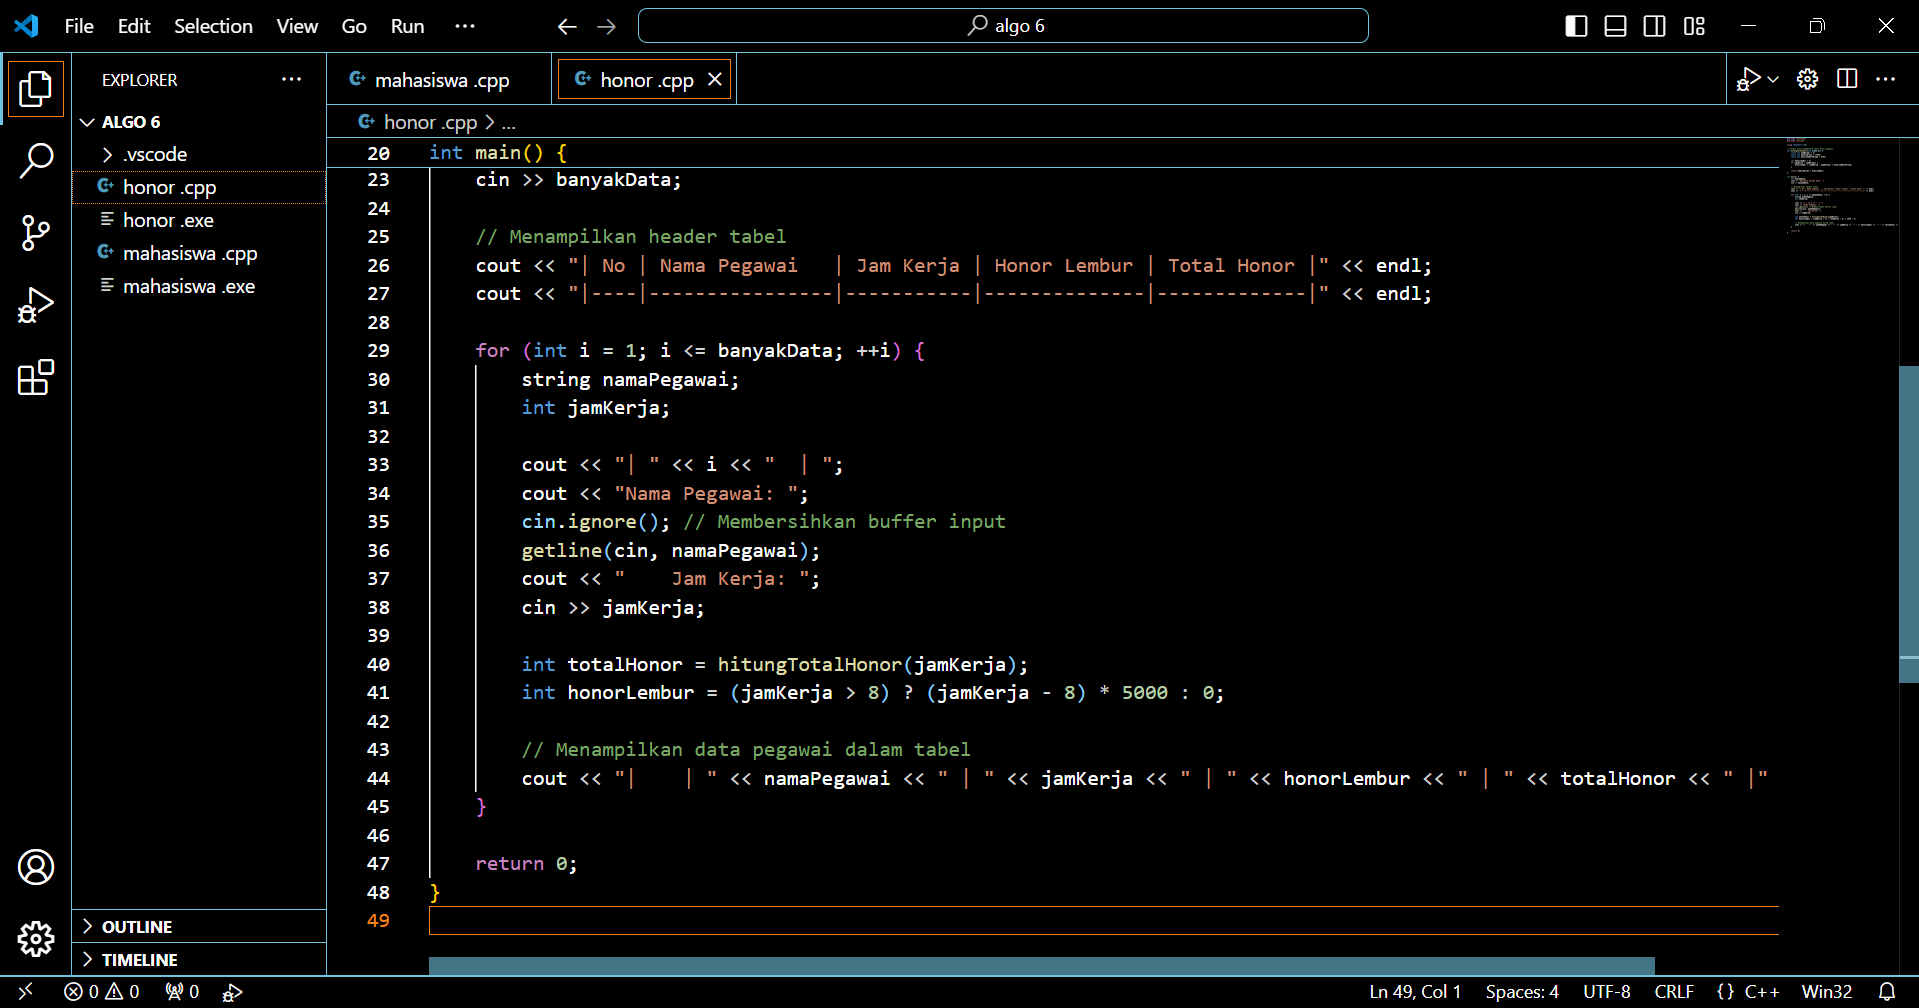 File Edit Selection View Go Run ···
algo 6
EXPLORER ···
ALGO 6
.vscode
honor .cpp
honor .exe
mahasiswa .cpp
mahasiswa .exe
OUTLINE
TIMELINE
mahasiswa .cpp
honor .cpp
honor .cpp > ...
20 int main() {
23     cin >> banyakData;
24
25     // Menampilkan header tabel
26     cout << "| No | Nama Pegawai   | Jam Kerja | Honor Lembur | Total Honor |" << endl;
27     cout << "|----|----------------|-----------|--------------|-------------|" << endl;
28
29     for (int i = 1; i <= banyakData; ++i) {
30         string namaPegawai;
31         int jamKerja;
32
33         cout << "| " << i << "  | ";
34         cout << "Nama Pegawai: ";
35         cin.ignore(); // Membersihkan buffer input
36         getline(cin, namaPegawai);
37         cout << "    Jam Kerja: ";
38         cin >> jamKerja;
39
40         int totalHonor = hitungTotalHonor(jamKerja);
41         int honorLembur = (jamKerja > 8) ? (jamKerja - 8) * 5000 : 0;
42
43         // Menampilkan data pegawai dalam tabel
44         cout << "|    | " << namaPegawai << " | " << jamKerja << " | " << honorLembur << " | " << totalHonor << " |"
45     }
46
47     return 0;
48 }
49
0 0 0 Ln 49, Col 1 Spaces: 4 UTF-8 CRLF {} C++ Win32